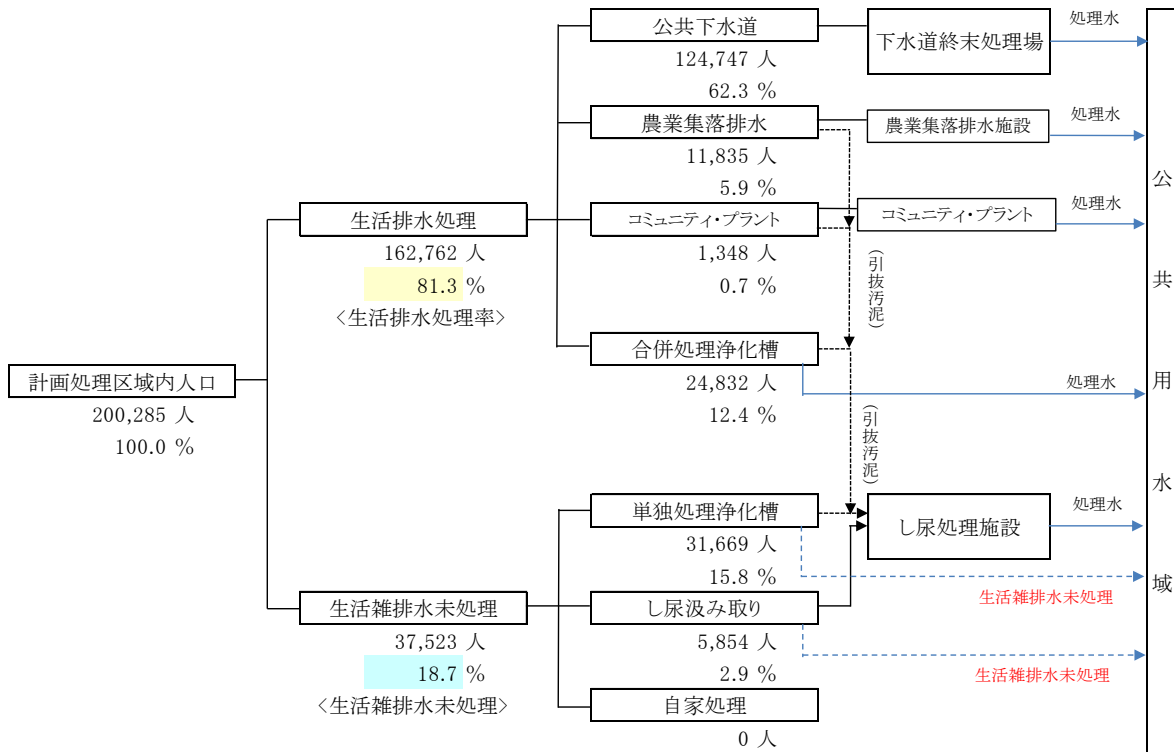 公共下水道
124,747 人
62.3 %
下水道終末処理場
処理水
農業集落排水
11,835 人
5.9 %
農業集落排水施設
処理水
生活排水処理
162,762 人
81.3 %
<生活排水処理率>
コミュニティ・プラント
1,348 人
0.7 %
コミュニティ・プラント
処理水
(引抜汚泥)
合併処理浄化槽
24,832 人
12.4 %
処理水
(引抜汚泥)
計画処理区域内人口
200,285 人
100.0 %
単独処理浄化槽
31,669 人
15.8 %
し尿処理施設
処理水
生活雑排水未処理
生活雑排水未処理
37,523 人
18.7 %
<生活雑排水未処理>
し尿汲み取り
5,854 人
2.9 %
生活雑排水未処理
自家処理
0 人
公共用水域